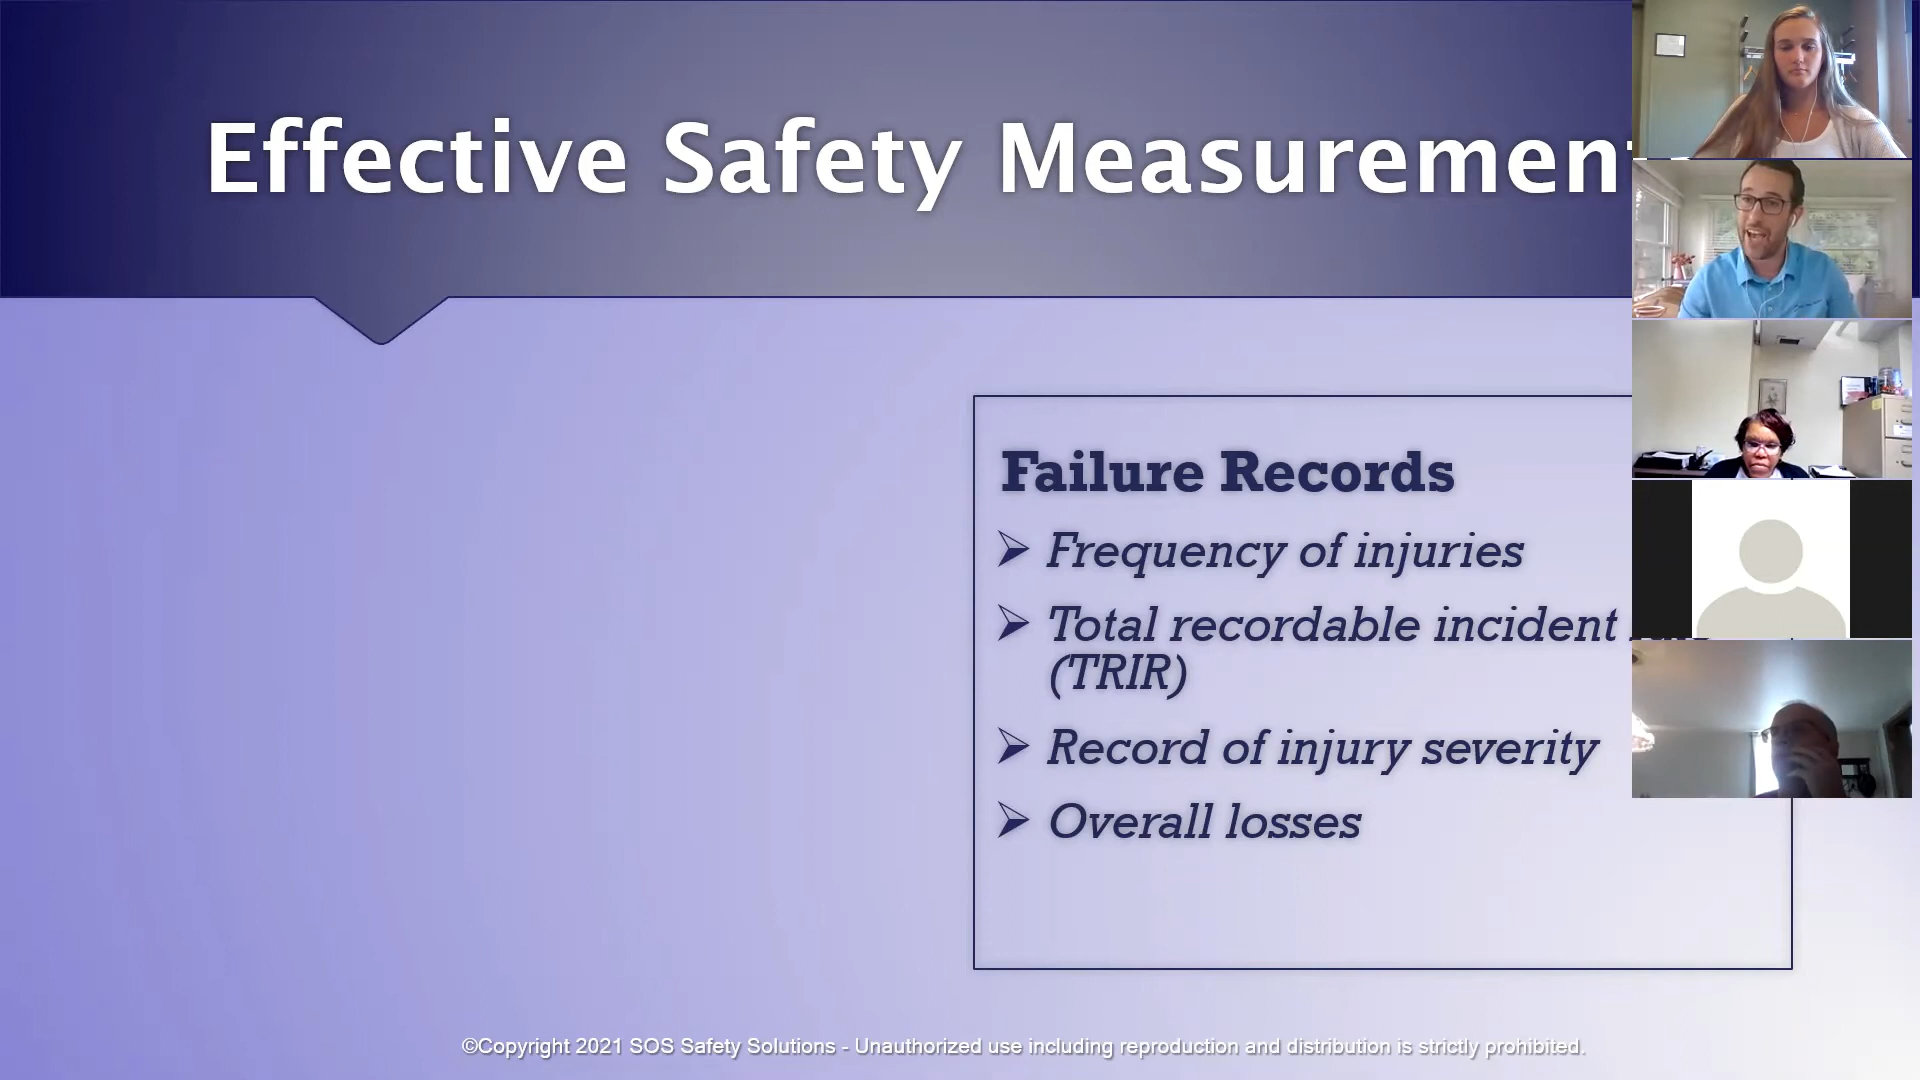 Effective Safety Measurement
Failure Records
Frequency of injuries
Total recordable incident
(TRIR)
Record of injury severity
Overall losses
©Copyright 2021 SOS Safety Solutions - Unauthorized use including reproduction and distribution is strictly prohibited.